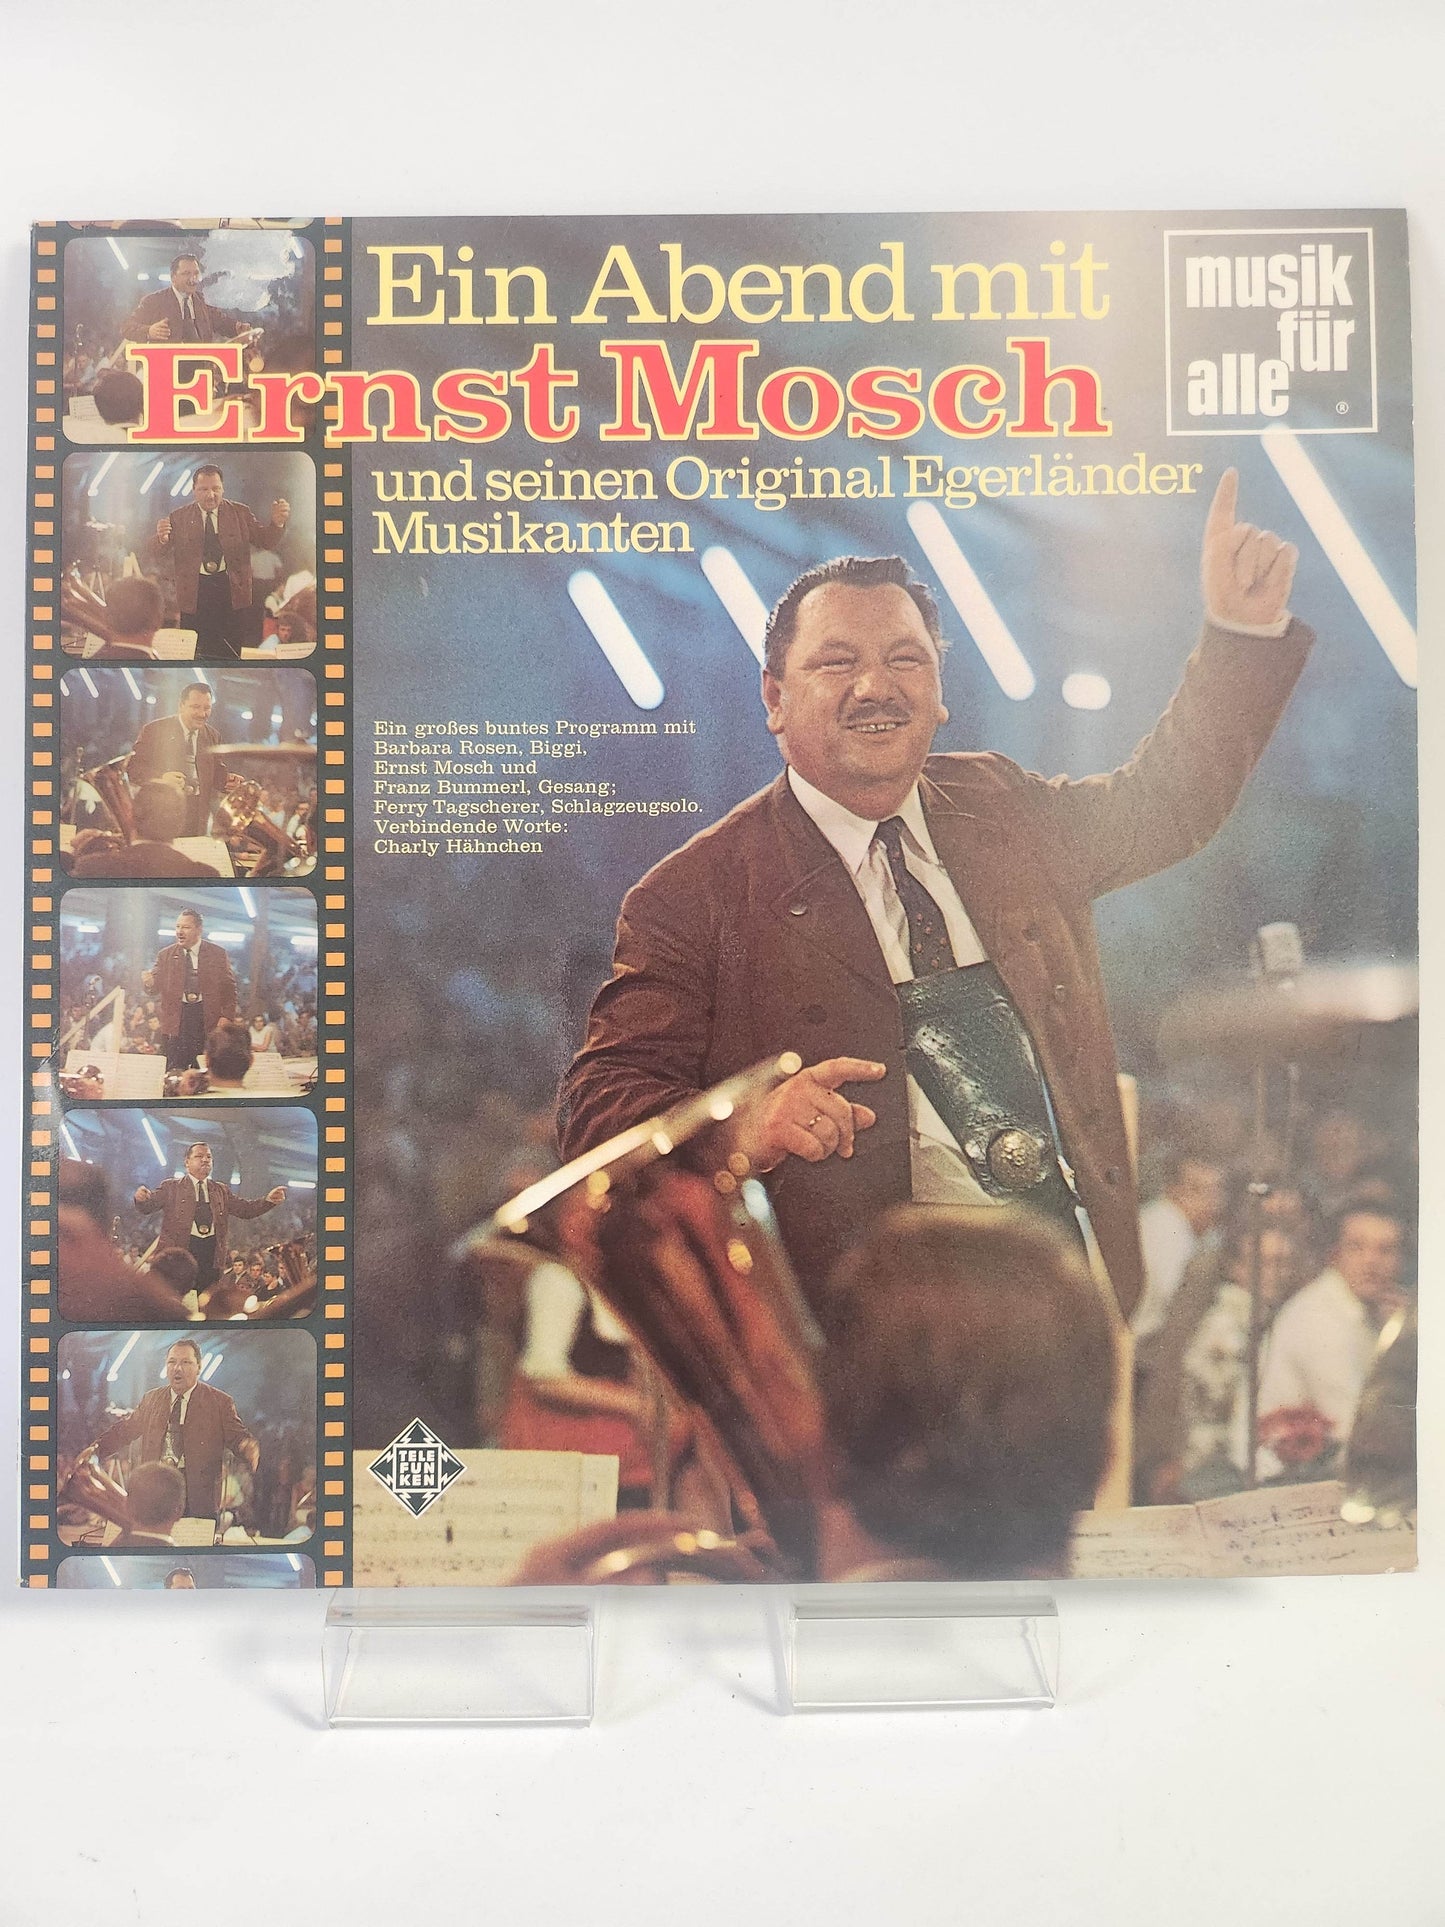 Ein Abend mit
Ernst Mosch
und seinen Original Egerländer
Musikanten
musik
für
alle
®
Ein großes buntes Programm mit
Barbara Rosen, Biggi,
Ernst Mosch und
Franz Bummerl, Gesang;
Ferry Tagscherer, Schlagzeugsolo.
Verbindende Worte:
Charly Hähnchen
TELE
FUN
KEN